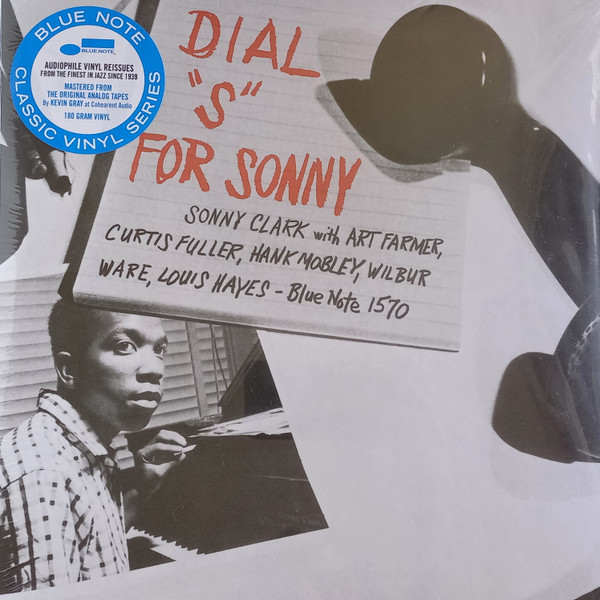 BLUE NOTE
BLUE NOTE.
AUDIOPHILE VINYL REISSUES
FROM THE FINEST IN JAZZ SINCE 1939
MASTERED FROM
THE ORIGINAL ANALOG TAPES
By KEVIN GRAY at Cohearent Audio
180 GRAM VINYL
CLASSIC VINYL SERIES
DIAL
"S"
FOR SONNY
SONNY CLARK with ART FARMER,
CURTIS FULLER, HANK MOBLEY, WILBUR
WARE, LOUIS HAYES - Blue Note 1570